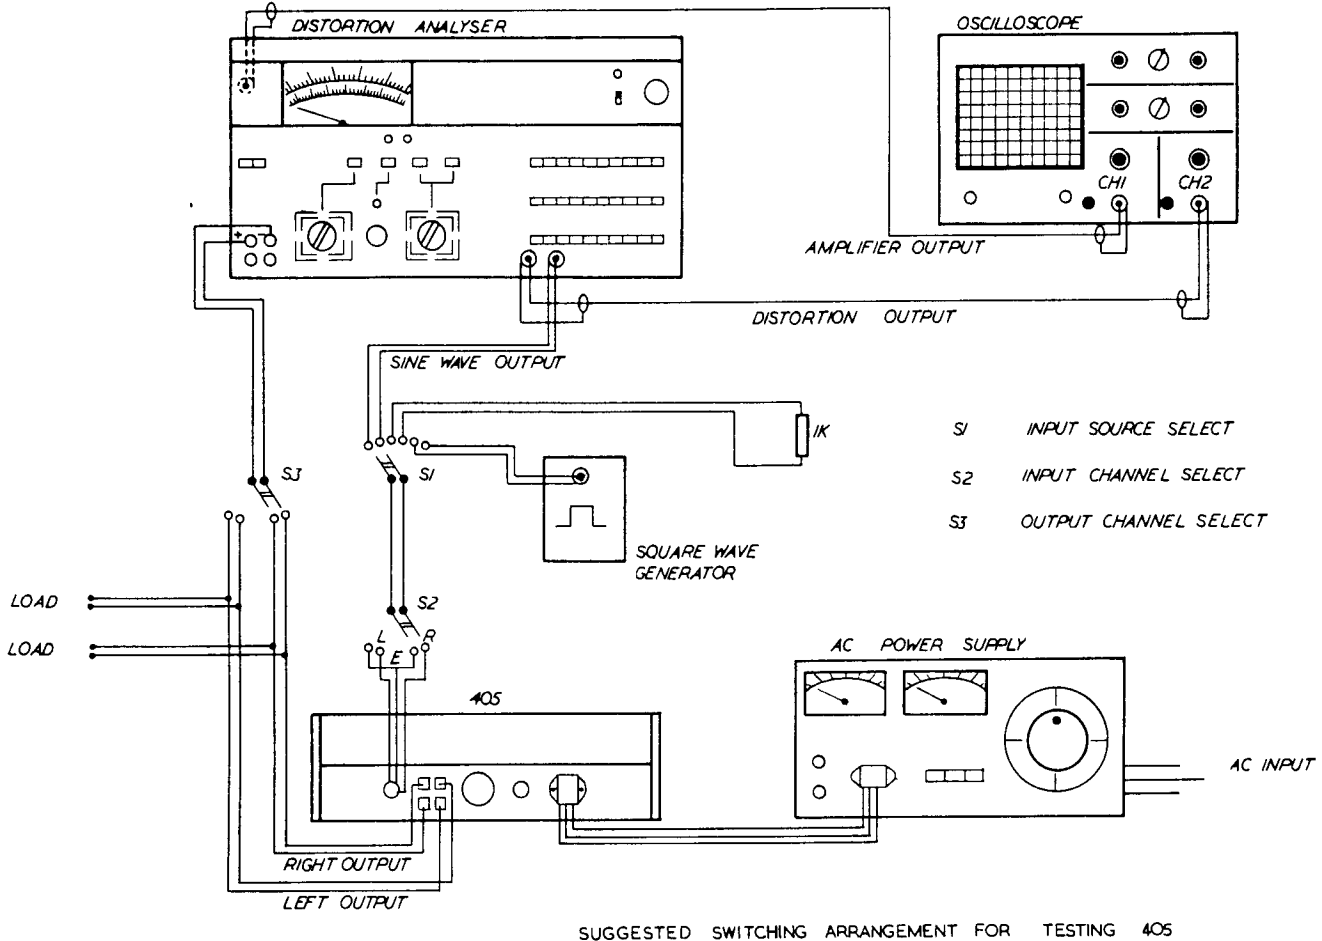 DISTORTION ANALYSER
OSCILLOSCOPE
CH1
CH2
+
AMPLIFIER OUTPUT
DISTORTION OUTPUT
SINE WAVE OUTPUT
1K
S1 INPUT SOURCE SELECT
S3
S1
S2 INPUT CHANNEL SELECT
S3 OUTPUT CHANNEL SELECT
SQUARE WAVE
GENERATOR
LOAD
S2
L
R
E
LOAD
AC POWER SUPPLY
405
AC INPUT
RIGHT OUTPUT
LEFT OUTPUT
SUGGESTED SWITCHING ARRANGEMENT FOR TESTING 405